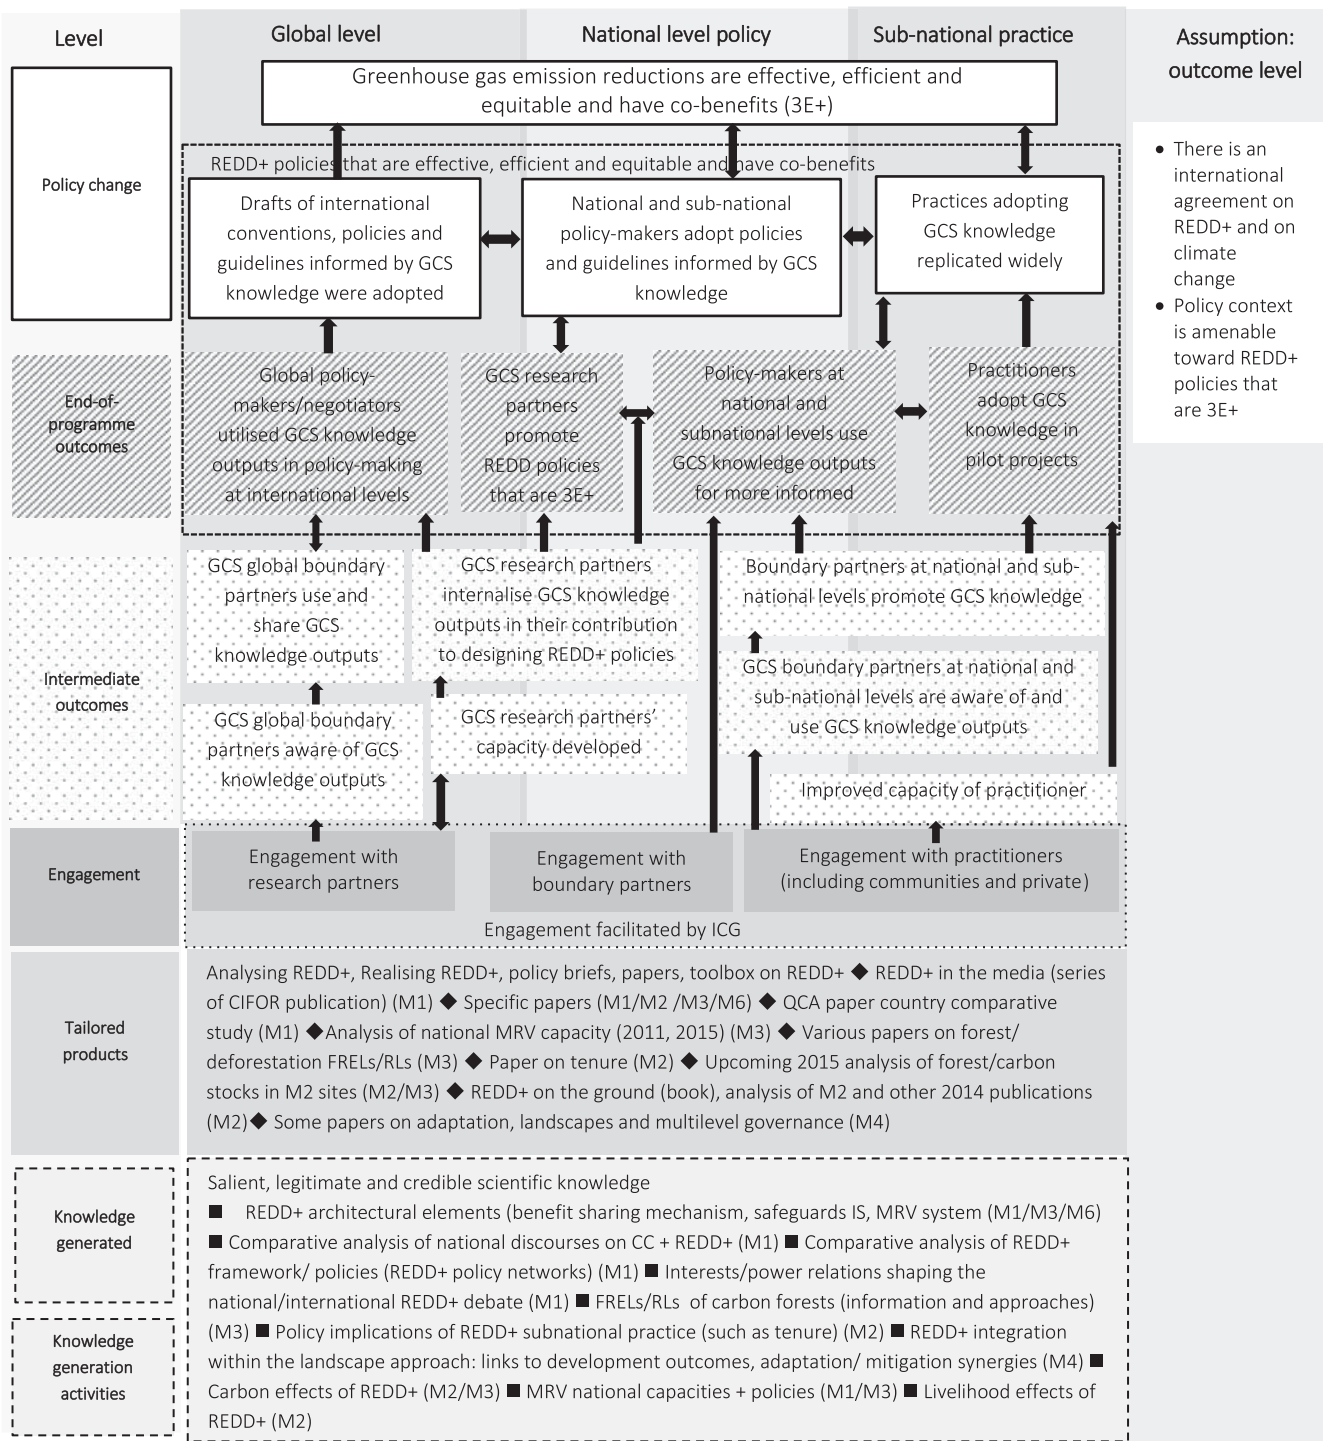 Level
Global level
National level policy
Sub-national practice
Assumption:
outcome level
Greenhouse gas emission reductions are effective, efficient and
equitable and have co-benefits (3E+)
Policy change
REDD+ policies that are effective, efficient and equitable and have co-benefits
Drafts of international
conventions, policies and
guidelines informed by GCS
knowledge were adopted
National and sub-national
policy-makers adopt policies
and guidelines informed by GCS
knowledge
Practices adopting
GCS knowledge
replicated widely
• There is an
international
agreement on
REDD+ and on
climate
change
• Policy context
is amenable
toward REDD+
policies that
are 3E+
End-of-
programme
outcomes
Global policy-
makers/negotiators
utilised GCS knowledge
outputs in policy-making
at international levels
GCS research
partners
promote
REDD policies
that are 3E+
Policy-makers at
national and
subnational levels use
GCS knowledge outputs
for more informed
Practitioners
adopt GCS
knowledge in
pilot projects
Intermediate
outcomes
GCS global boundary
partners use and
share GCS
knowledge outputs
GCS research partners
internalise GCS knowledge
outputs in their contribution
to designing REDD+ policies
Boundary partners at national and sub-
national levels promote GCS knowledge
GCS boundary partners at national and
sub-national levels are aware of and
use GCS knowledge outputs
GCS global boundary
partners aware of GCS
knowledge outputs
GCS research partners’
capacity developed
Improved capacity of practitioner
Engagement
Engagement with
research partners
Engagement with
boundary partners
Engagement with practitioners
(including communities and private)
Engagement facilitated by ICG
Tailored
products
Analysing REDD+, Realising REDD+, policy briefs, papers, toolbox on REDD+ ◆ REDD+ in the media (series
of CIFOR publication) (M1) ◆ Specific papers (M1/M2 /M3/M6) ◆ QCA paper country comparative
study (M1) ◆Analysis of national MRV capacity (2011, 2015) (M3) ◆ Various papers on forest/
deforestation FRELs/RLs (M3) ◆ Paper on tenure (M2) ◆ Upcoming 2015 analysis of forest/carbon
stocks in M2 sites (M2/M3) ◆ REDD+ on the ground (book), analysis of M2 and other 2014 publications
(M2)◆ Some papers on adaptation, landscapes and multilevel governance (M4)
Knowledge
generated
Knowledge
generation
activities
Salient, legitimate and credible scientific knowledge
■ REDD+ architectural elements (benefit sharing mechanism, safeguards IS, MRV system (M1/M3/M6)
■ Comparative analysis of national discourses on CC + REDD+ (M1) ■ Comparative analysis of REDD+
framework/ policies (REDD+ policy networks) (M1) ■ Interests/power relations shaping the
national/international REDD+ debate (M1) ■ FRELs/RLs of carbon forests (information and approaches)
(M3) ■ Policy implications of REDD+ subnational practice (such as tenure) (M2) ■ REDD+ integration
within the landscape approach: links to development outcomes, adaptation/ mitigation synergies (M4) ■
Carbon effects of REDD+ (M2/M3) ■ MRV national capacities + policies (M1/M3) ■ Livelihood effects of
REDD+ (M2)